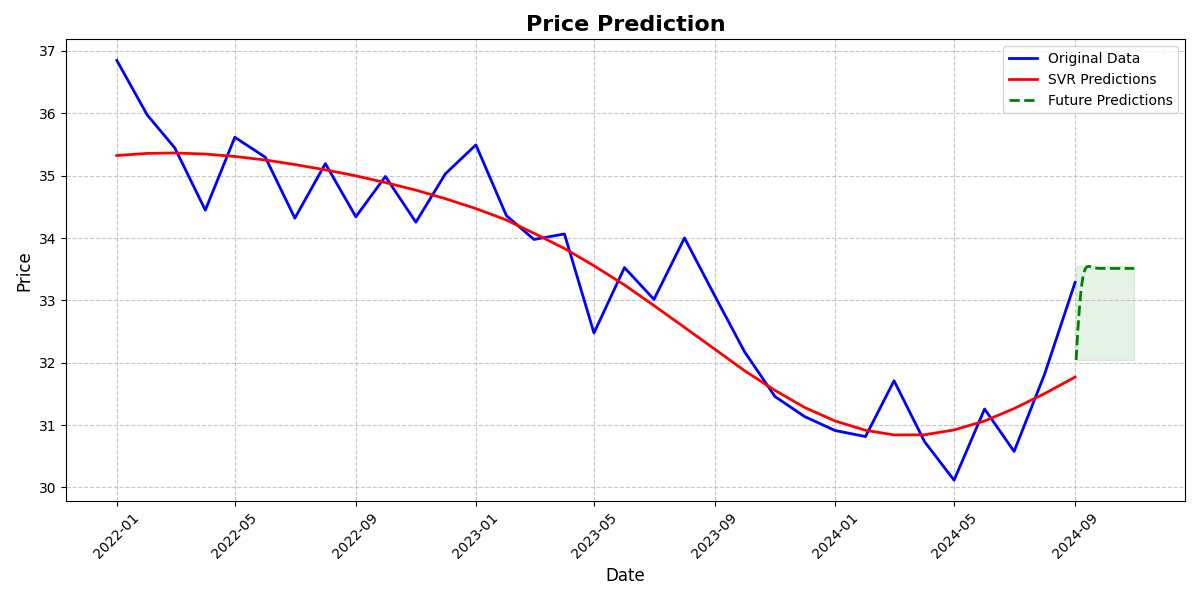 Price Prediction
Original Data
SVR Predictions
Future Predictions
Price
37
36
35
34
33
32
31
30
2022-01
2022-05
2022-09
2023-01
2023-05
2023-09
2024-01
2024-05
2024-09
Date